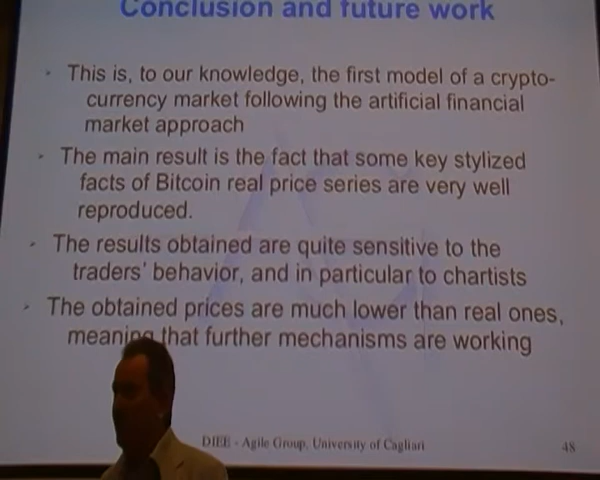 Conclusion and future work
This is, to our knowledge, the first model of a crypto-
currency market following the artificial financial
market approach
The main result is the fact that some key stylized
facts of Bitcoin real price series are very well
reproduced.
The results obtained are quite sensitive to the
traders' behavior, and in particular to chartists
The obtained prices are much lower than real ones,
meaning that further mechanisms are working
DIEE - Agile Group, University of Cagliari
48